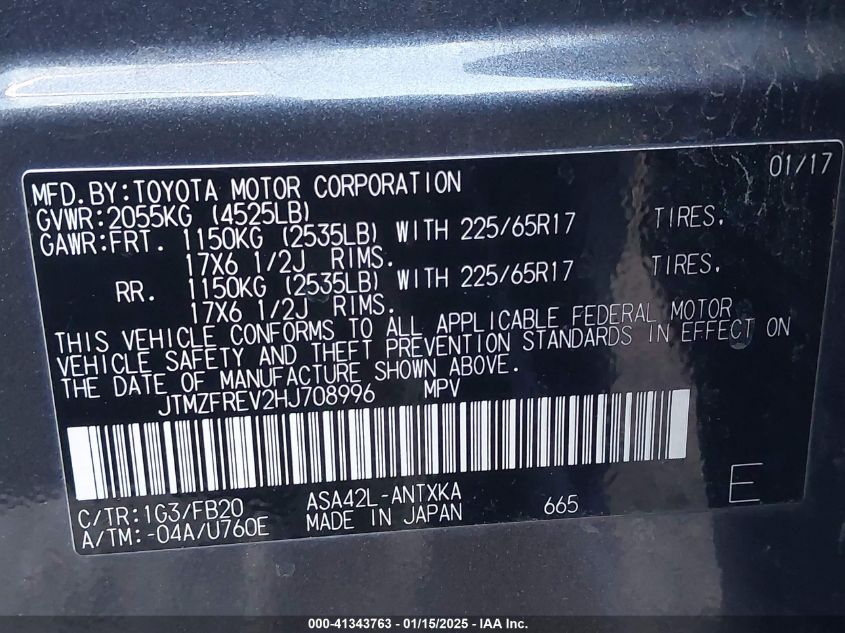 01/17
MFD.BY:TOYOTA MOTOR CORPORATION
GVWR:2055KG (4525LB)
GAWR:FRT. 1150KG (2535LB) WITH 225/65R17 TIRES.
17X6 1/2J RIMS.
RR. 1150KG (2535LB) WITH 225/65R17 TIRES.
17X6 1/2J RIMS.
THIS VEHICLE CONFORMS TO ALL APPLICABLE FEDERAL MOTOR
VEHICLE SAFETY AND THEFT PREVENTION STANDARDS IN EFFECT ON
THE DATE OF MANUFACTURE SHOWN ABOVE.
JTMZFREV2HJ708996 MPV
C/TR:1G3/FB20 ASA42L-ANTXKA
A/TM:-04A/U760E MADE IN JAPAN 665 E
000-41343763 - 01/15/2025 - IAA Inc.